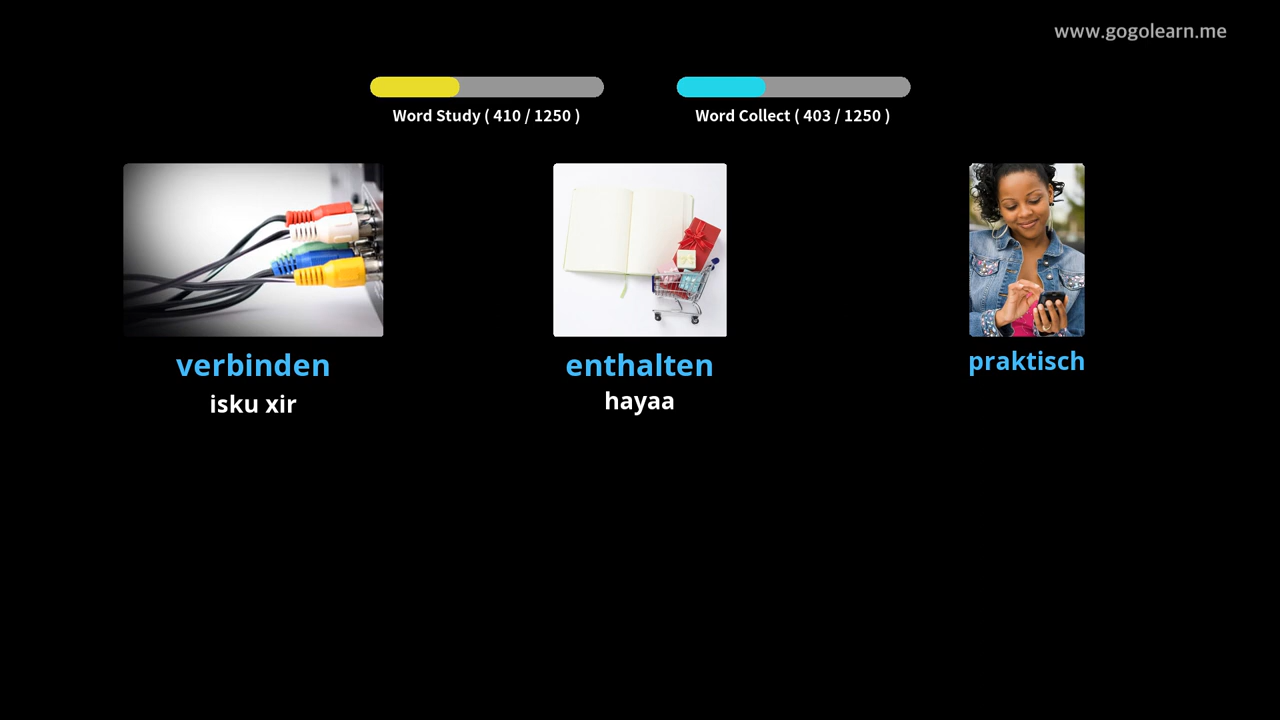 www.gogolearn.me
Word Study ( 410 / 1250 )
Word Collect ( 403 / 1250 )
verbinden
isku xir
enthalten
hayaa
praktisch